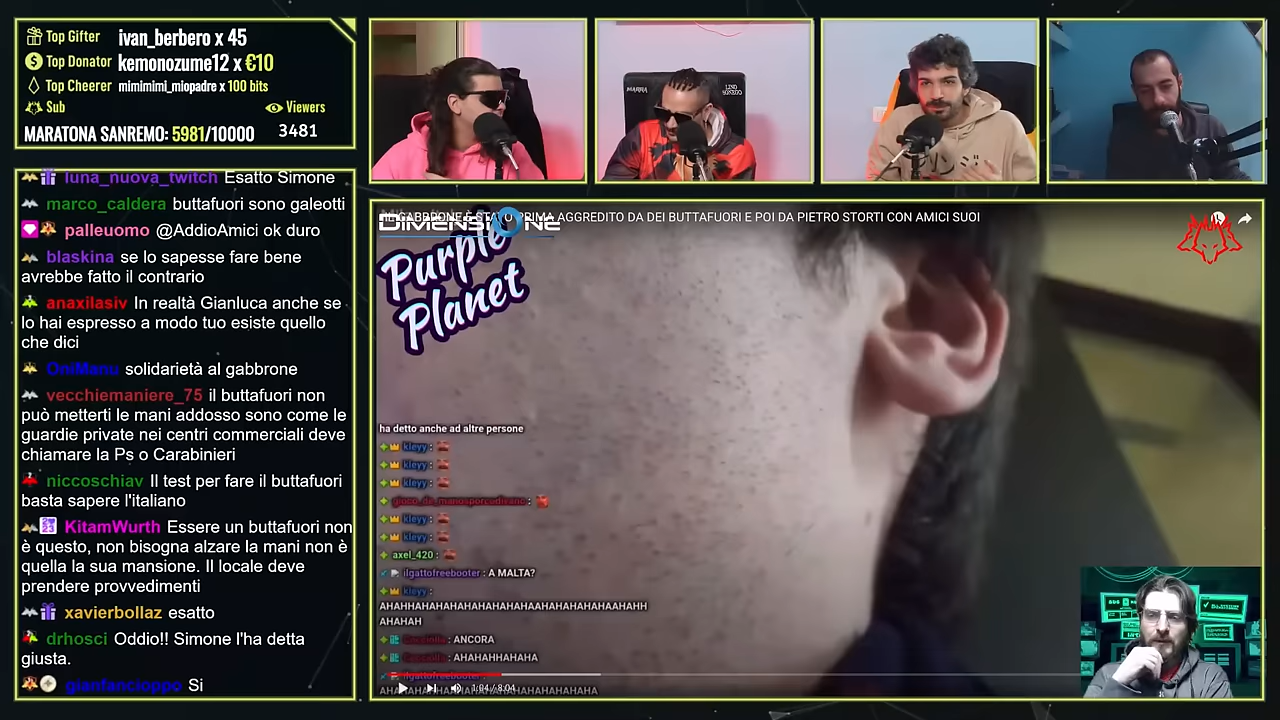 Top Gifter ivan_berbero x 45
Top Donator kemonozume12 x €10
Top Cheerer mimimimi_miopadre x 100 bits
Sub Viewers
MARATONA SANREMO: 5981/10000 3481
luna_nuova_twitch Esatto Simone
marco_caldera buttafuori sono galeotti
palleuomo @AddioAmici ok duro
blaskina se lo sapesse fare bene
avrebbe fatto il contrario
anaxilasiv In realtà Gianluca anche se
lo hai espresso a modo tuo esiste quello
che dici
OniManu solidarietà al gabbrone
vecchiemaniere_75 il buttafuori non
può metterti le mani addosso sono come le
guardie private nei centri commerciali deve
chiamare la Ps o Carabinieri
niccoschiav Il test per fare il buttafuori
basta sapere l'italiano
KitamWurth Essere un buttafuori non
è questo, non bisogna alzare la mani non è
quella la sua mansione. Il locale deve
prendere provvedimenti
xavierbollaz esatto
drhosci Oddio!! Simone l'ha detta
giusta.
gianfancioppo Si
PRIMA AGGREDITO DA DEI BUTTAFUORI E POI DA PIETRO STORTI CON AMICI SUOI
DIMENSIONE
Purple
Planet
ha detto anche ad altre persone
kleyy :
kleyy :
kleyy :
kleyy :
kleyy :
axel_420 :
ilgattofreebooter : A MALTA?
kleyy :
AHAHHAHAHAHAHAHAHAHAAHAHAHAHAHAAHAHH
AHAHAH
ANCORA
AHAHAHHAHAHA
ilgattofreebooter :
1:04 / 8:04